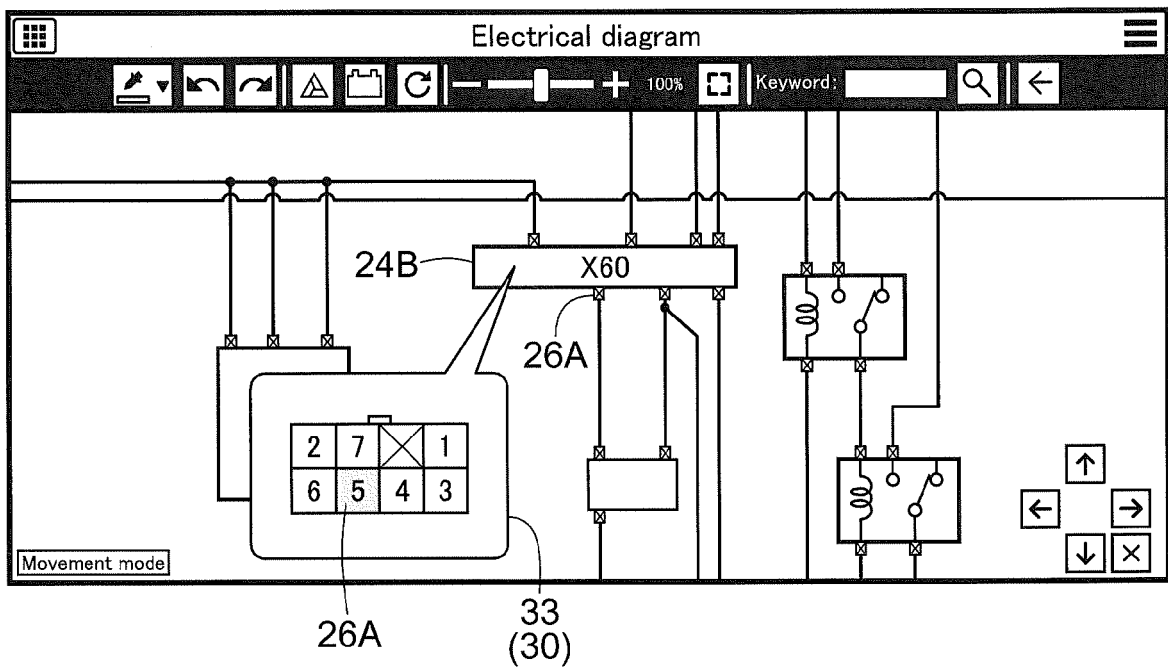 Electrical diagram
100%
Keyword:
24B
X60
26A
2 7 1
6 5 4 3
Movement mode
26A
33
(30)